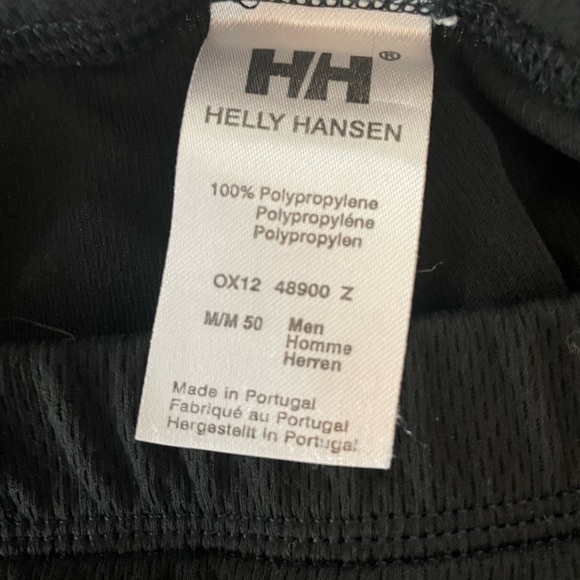 HH®
HELLY HANSEN
100% Polypropylene
Polypropyléne
Polypropylen
OX12 48900 Z
M/M 50 Men
Homme
Herren
Made in Portugal
Fabriqué au Portugal
Hergestellt in Portugal